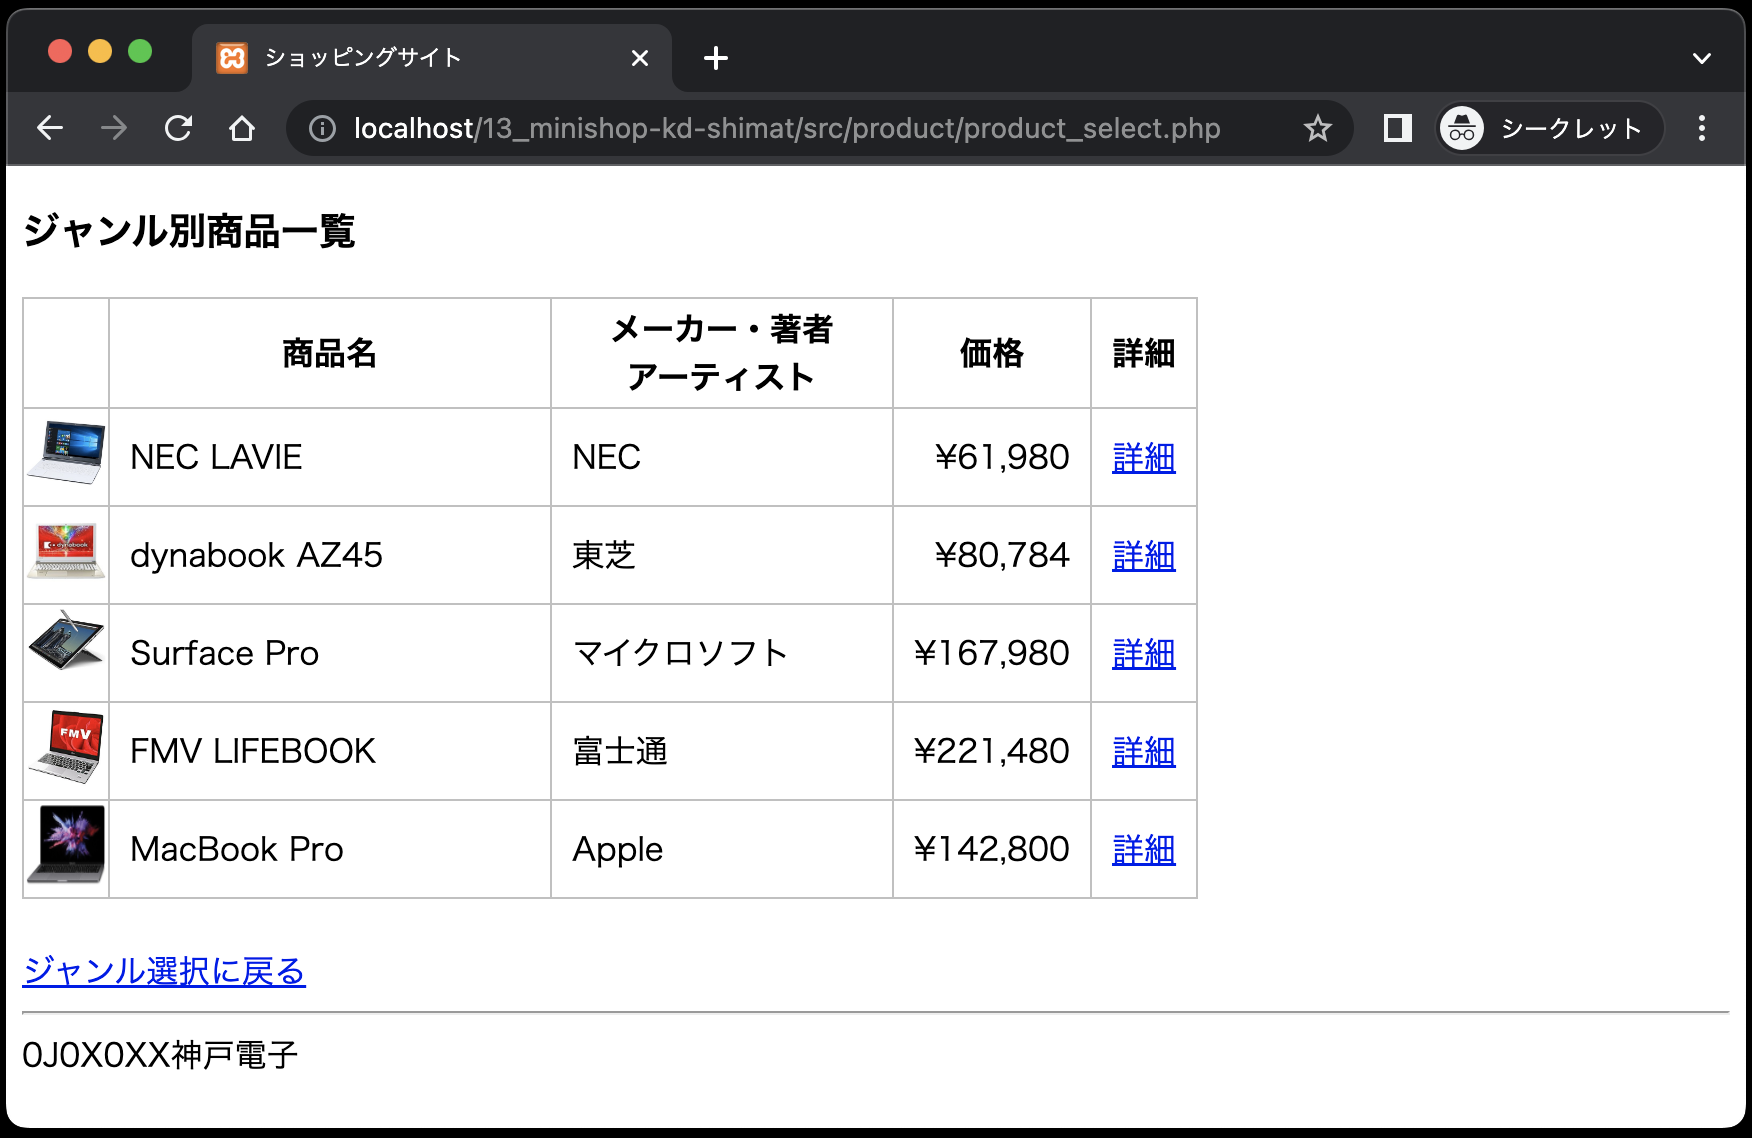 ショッピングサイト
localhost/13_minishop-kd-shimat/src/product/product_select.php
シークレット
ジャンル別商品一覧
商品名
メーカー・著者
アーティスト
価格
詳細
NEC LAVIE
NEC
¥61,980
詳細
dynabook
dynabook AZ45
東芝
¥80,784
詳細
Surface Pro
マイクロソフト
¥167,980
詳細
FMV
FMV LIFEBOOK
富士通
¥221,480
詳細
MacBook Pro
Apple
¥142,800
詳細
ジャンル選択に戻る
0J0X0XX神戸電子